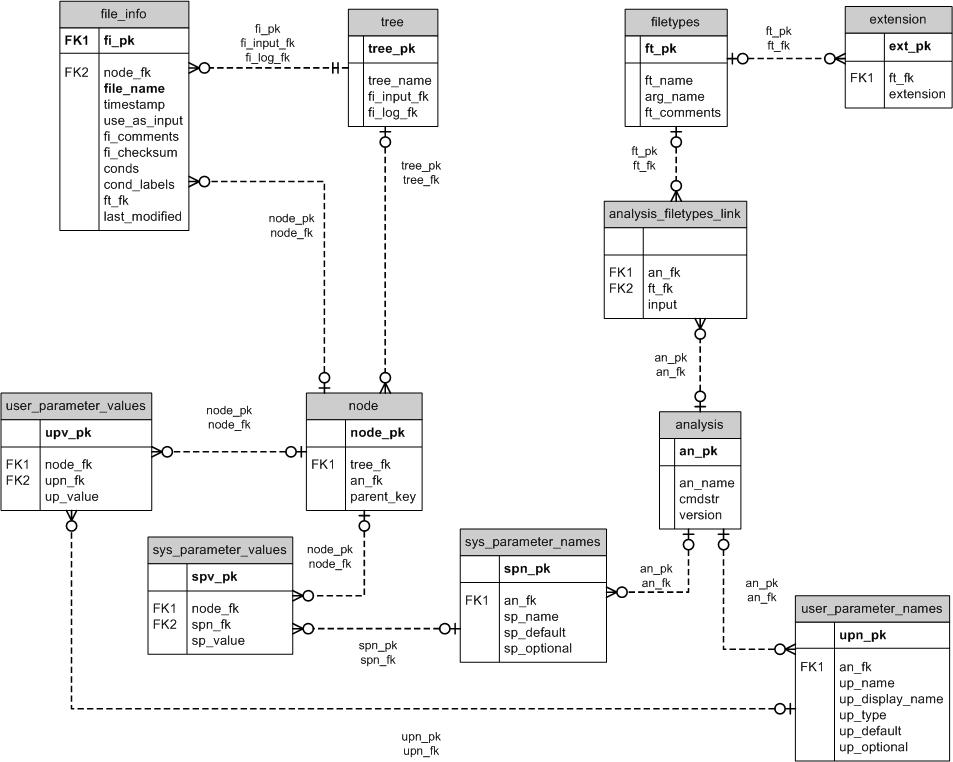 file_info
FK1 fi_pk
FK2 node_fk
file_name
timestamp
use_as_input
fi_comments
fi_checksum
conds
cond_labels
ft_fk
last_modified
fi_pk
fi_input_fk
fi_log_fk
tree
tree_pk
tree_name
fi_input_fk
fi_log_fk
filetypes
ft_pk
ft_name
arg_name
ft_comments
ft_pk
ft_fk
extension
ext_pk
FK1 ft_fk
extension
tree_pk
tree_fk
node_pk
node_fk
ft_pk
ft_fk
analysis_filetypes_link
FK1 an_fk
FK2 ft_fk
input
an_pk
an_fk
user_parameter_values
upv_pk
FK1 node_fk
FK2 upn_fk
up_value
node_pk
node_fk
node
node_pk
FK1 tree_fk
an_fk
parent_key
analysis
an_pk
an_name
cmdstr
version
sys_parameter_values
spv_pk
FK1 node_fk
FK2 spn_fk
sp_value
node_pk
node_fk
sys_parameter_names
spn_pk
FK1 an_fk
sp_name
sp_default
sp_optional
an_pk
an_fk
an_pk
an_fk
user_parameter_names
upn_pk
FK1 an_fk
up_name
up_display_name
up_type
up_default
up_optional
spn_pk
spn_fk
upn_pk
upn_fk